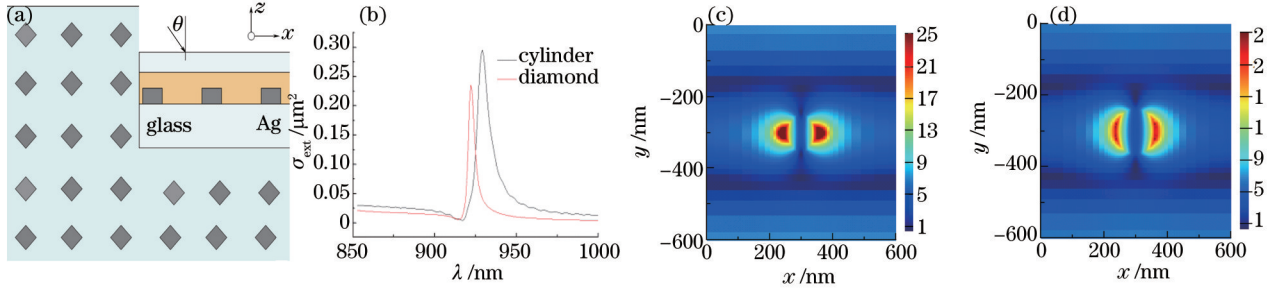 (a)
θ
z
x
glass
Ag
(b)
σext /μm²
0.30
0.25
0.20
0.15
0.10
0.05
0
cylinder
diamond
850
900
950
1000
λ /nm
(c)
y /nm
0
−200
−400
−600
0
200
400
600
x /nm
25
21
17
13
9
5
1
(d)
y /nm
0
−200
−400
−600
0
200
400
600
x /nm
2
2
1
1
9
5
1